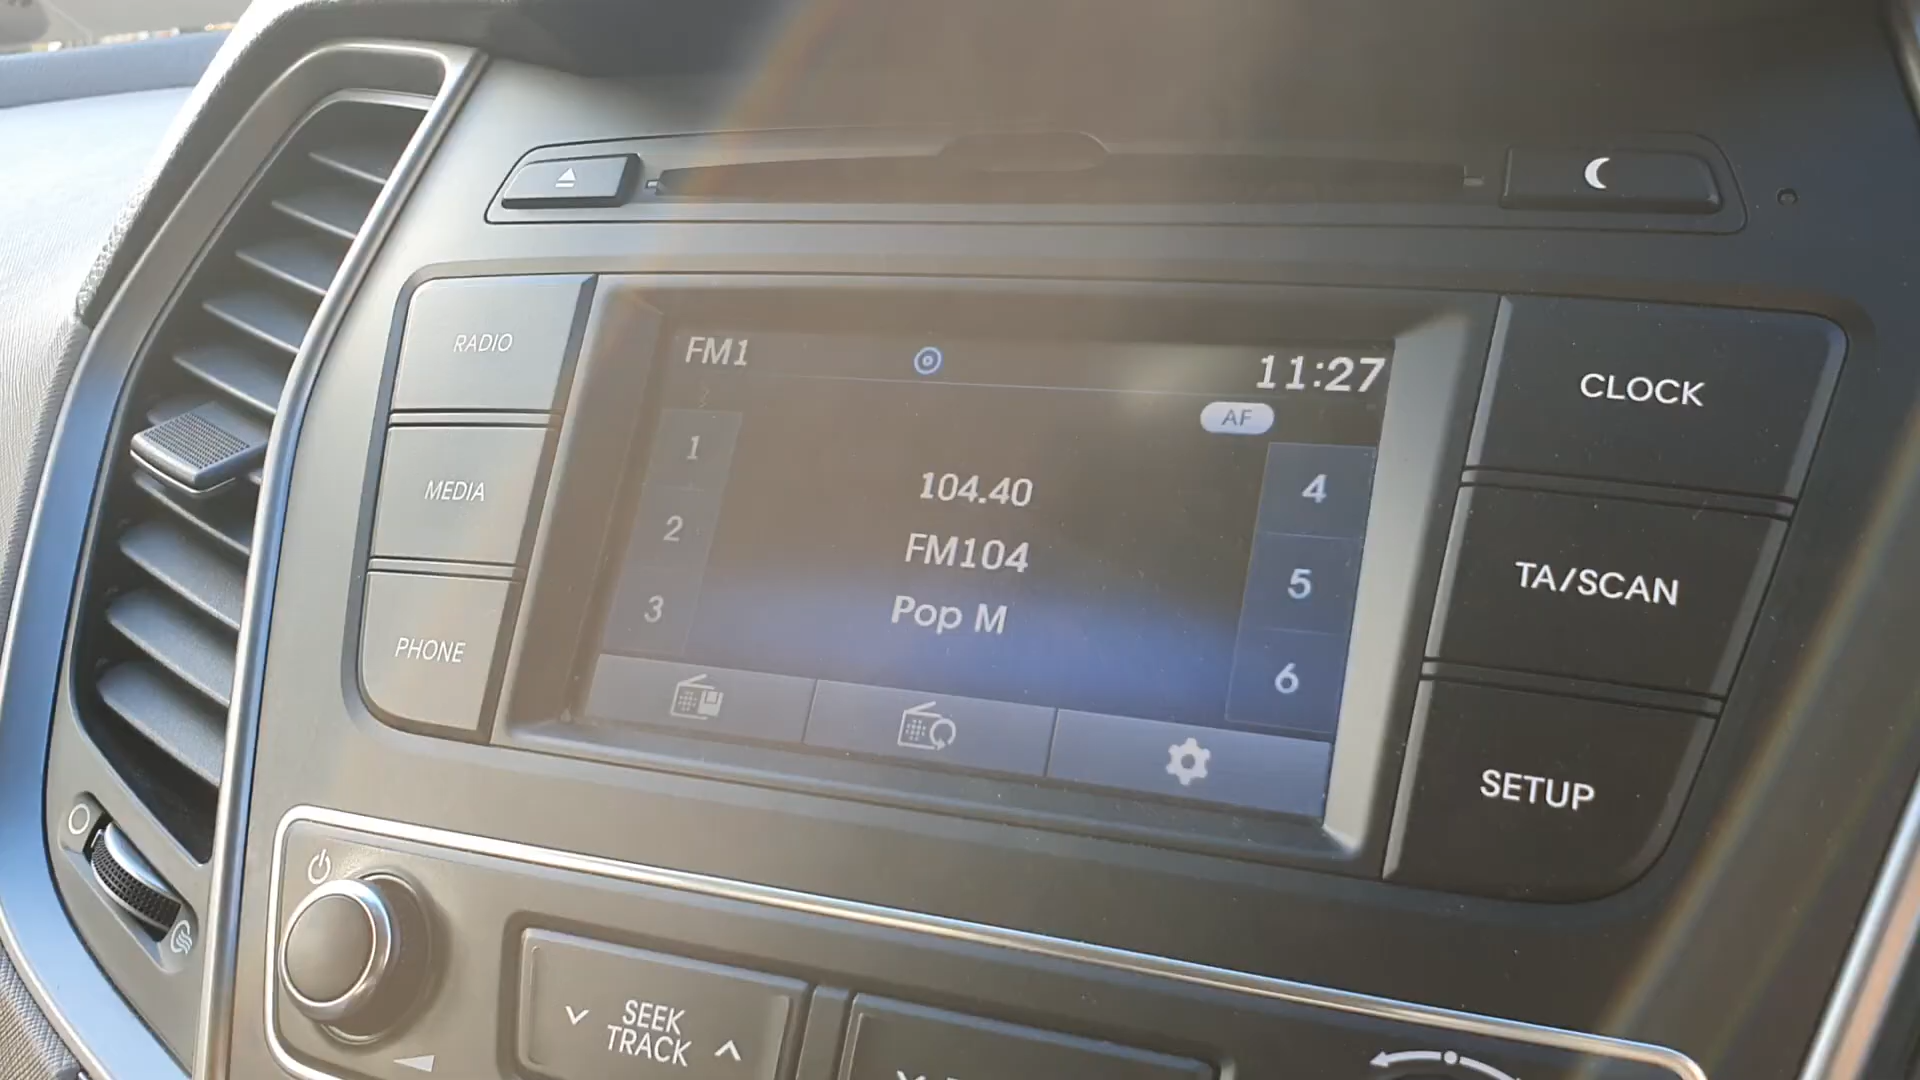 RADIO
MEDIA
PHONE
FM1
11:27
AF
1
2
3
104.40
FM104
Pop M
4
5
6
CLOCK
TA/SCAN
SETUP
SEEK
TRACK